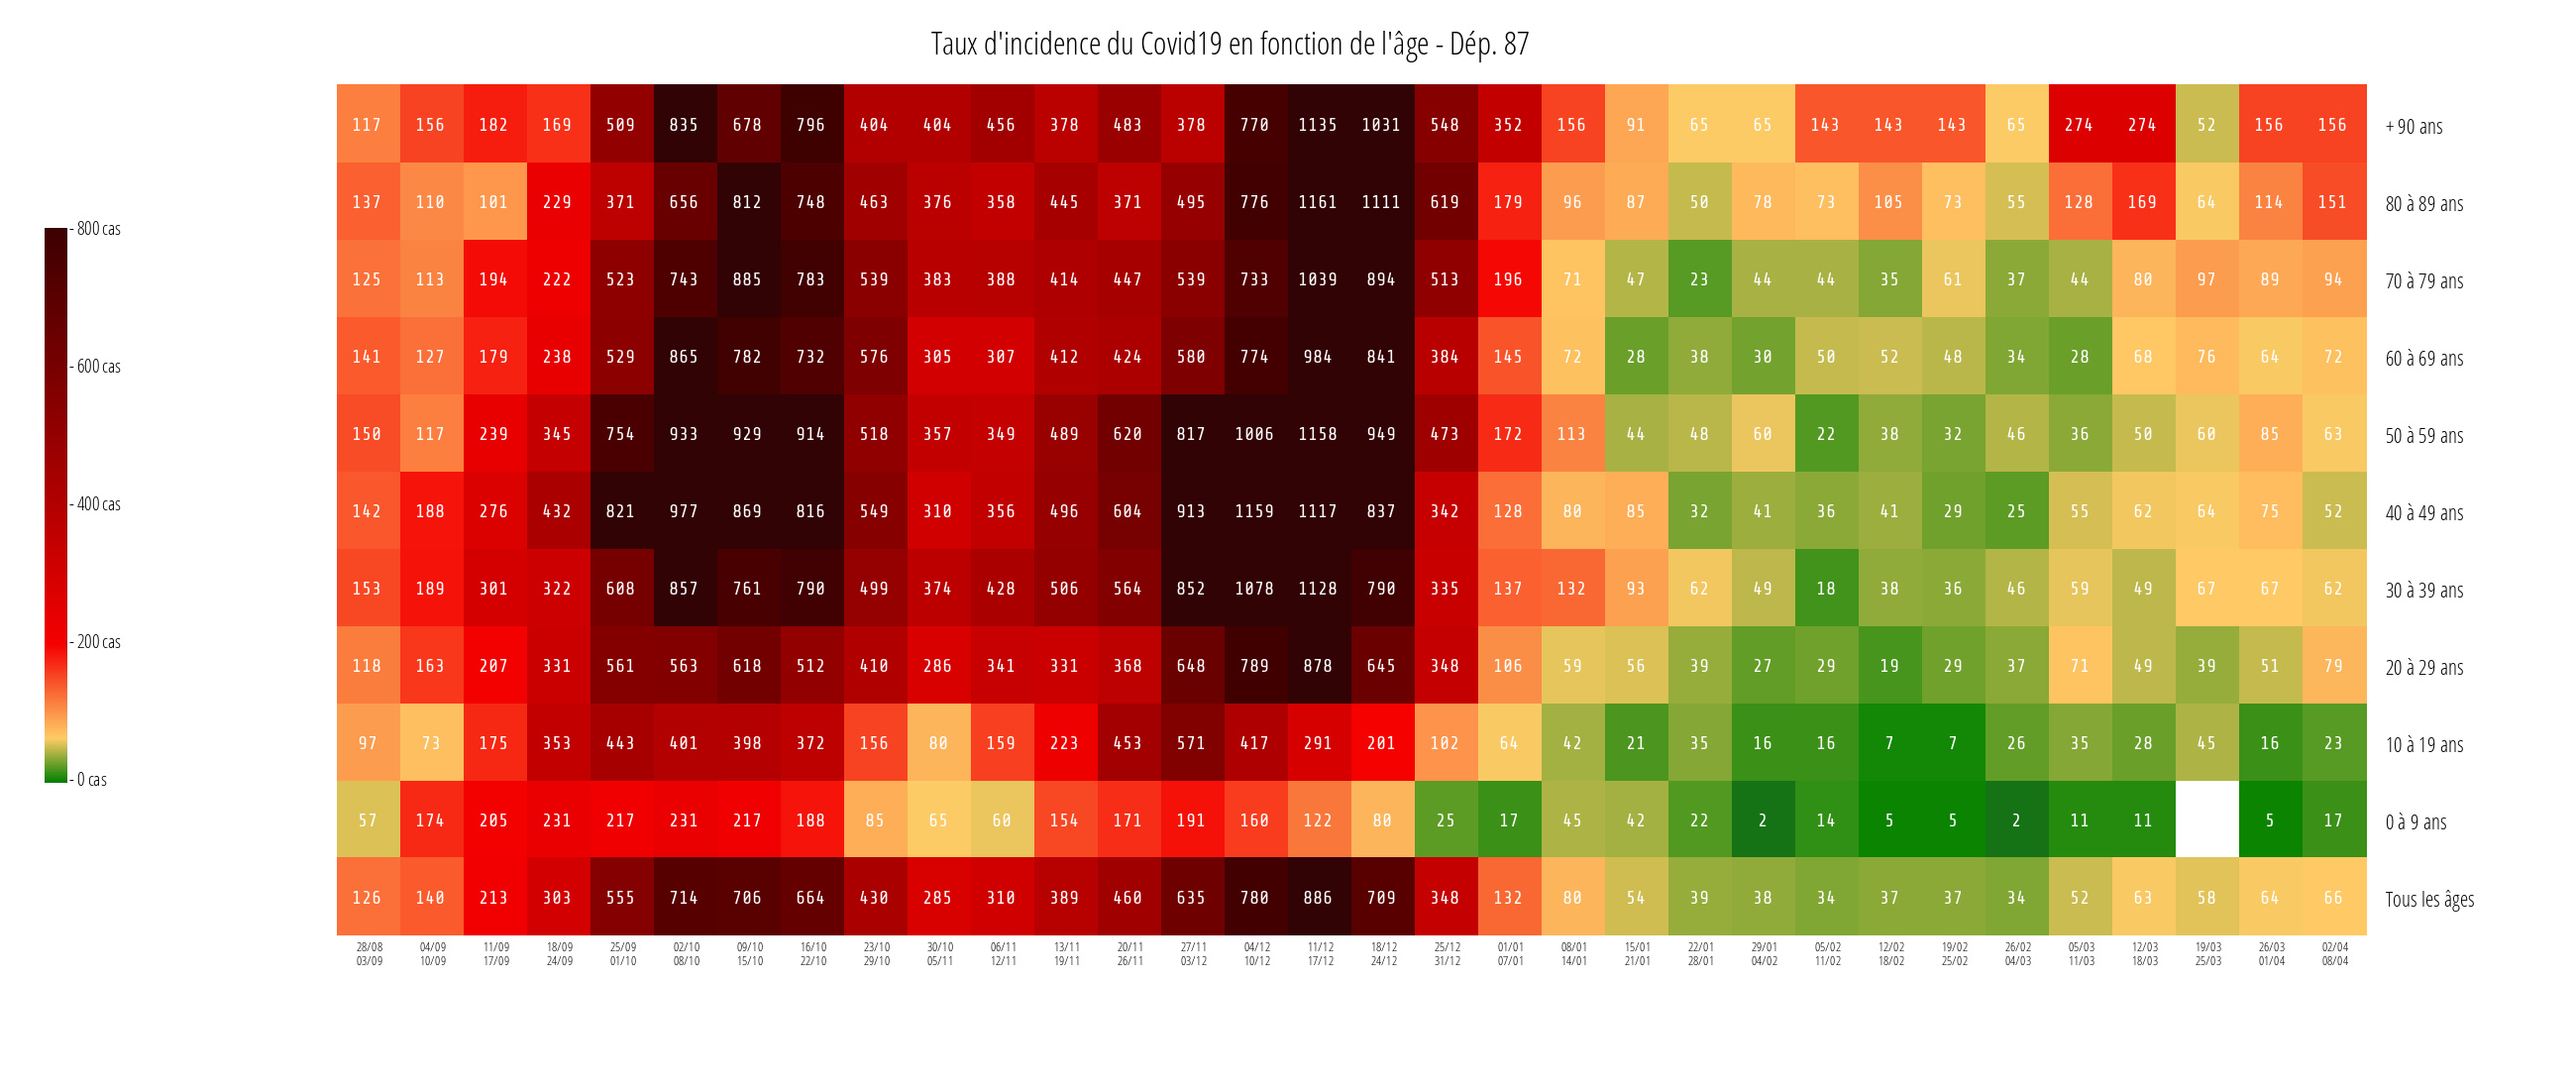 Taux d'incidence du Covid19 en fonction de l'âge - Dép. 87
- 800 cas
- 600 cas
- 400 cas
- 200 cas
- 0 cas
117 156 182 169 509 835 678 796 404 404 456 378 483 378 770 1135 1031 548 352 156 91 65 65 143 143 143 65 274 274 52 156 156 + 90 ans
137 110 101 229 371 656 812 748 463 376 358 445 371 495 776 1161 1111 619 179 96 87 50 78 73 105 73 55 128 169 64 114 151 80 à 89 ans
125 113 194 222 523 743 885 783 539 383 388 414 447 539 733 1039 894 513 196 71 47 23 44 44 35 61 37 44 80 97 89 94 70 à 79 ans
141 127 179 238 529 865 782 732 576 305 307 412 424 580 774 984 841 384 145 72 28 38 30 50 52 48 34 28 68 76 64 72 60 à 69 ans
150 117 239 345 754 933 929 914 518 357 349 489 620 817 1006 1158 949 473 172 113 44 48 60 22 38 32 46 36 50 60 85 63 50 à 59 ans
142 188 276 432 821 977 869 816 549 310 356 496 604 913 1159 1117 837 342 128 80 85 32 41 36 41 29 25 55 62 64 75 52 40 à 49 ans
153 189 301 322 608 857 761 790 499 374 428 506 564 852 1078 1128 790 335 137 132 93 62 49 18 38 36 46 59 49 67 67 62 30 à 39 ans
118 163 207 331 561 563 618 512 410 286 341 331 368 648 789 878 645 348 106 59 56 39 27 29 19 29 37 71 49 39 51 79 20 à 29 ans
97 73 175 353 443 401 398 372 156 80 159 223 453 571 417 291 201 102 64 42 21 35 16 16 7 7 26 35 28 45 16 23 10 à 19 ans
57 174 205 231 217 231 217 188 85 65 60 154 171 191 160 122 80 25 17 45 42 22 2 14 5 5 2 11 11 5 17 0 à 9 ans
126 140 213 303 555 714 706 664 430 285 310 389 460 635 780 886 709 348 132 80 54 39 38 34 37 37 34 52 63 58 64 66 Tous les âges
28/08 04/09 11/09 18/09 25/09 02/10 09/10 16/10 23/10 30/10 06/11 13/11 20/11 27/11 04/12 11/12 18/12 25/12 01/01 08/01 15/01 22/01 29/01 05/02 12/02 19/02 26/02 05/03 12/03 19/03 26/03 02/04
03/09 10/09 17/09 24/09 01/10 08/10 15/10 22/10 29/10 05/11 12/11 19/11 26/11 03/12 10/12 17/12 24/12 31/12 07/01 14/01 21/01 28/01 04/02 11/02 18/02 25/02 04/03 11/03 18/03 25/03 01/04 08/04